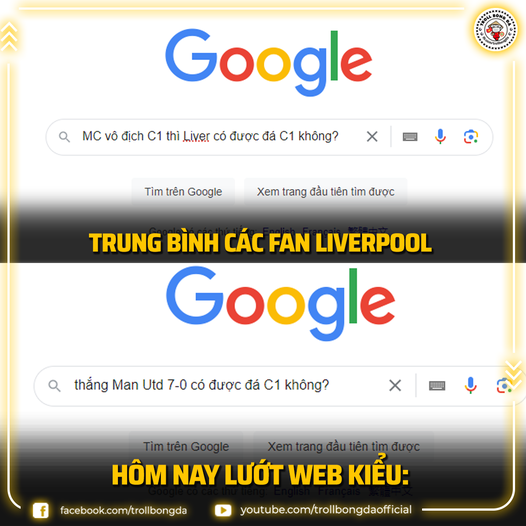 TROLL BONG DA
Google
MC vô địch C1 thì Liver có được đá C1 không?
Tìm trên Google
Xem trang đầu tiên tìm được
TRUNG BÌNH CÁC FAN LIVERPOOL
Google
thắng Man Utd 7-0 có được đá C1 không?
Tìm trên Google
Xem trang đầu tiên tìm được
HÔM NAY LƯỚT WEB KIỂU:
facebook.com/trollbongda
youtube.com/trollbongdaofficial